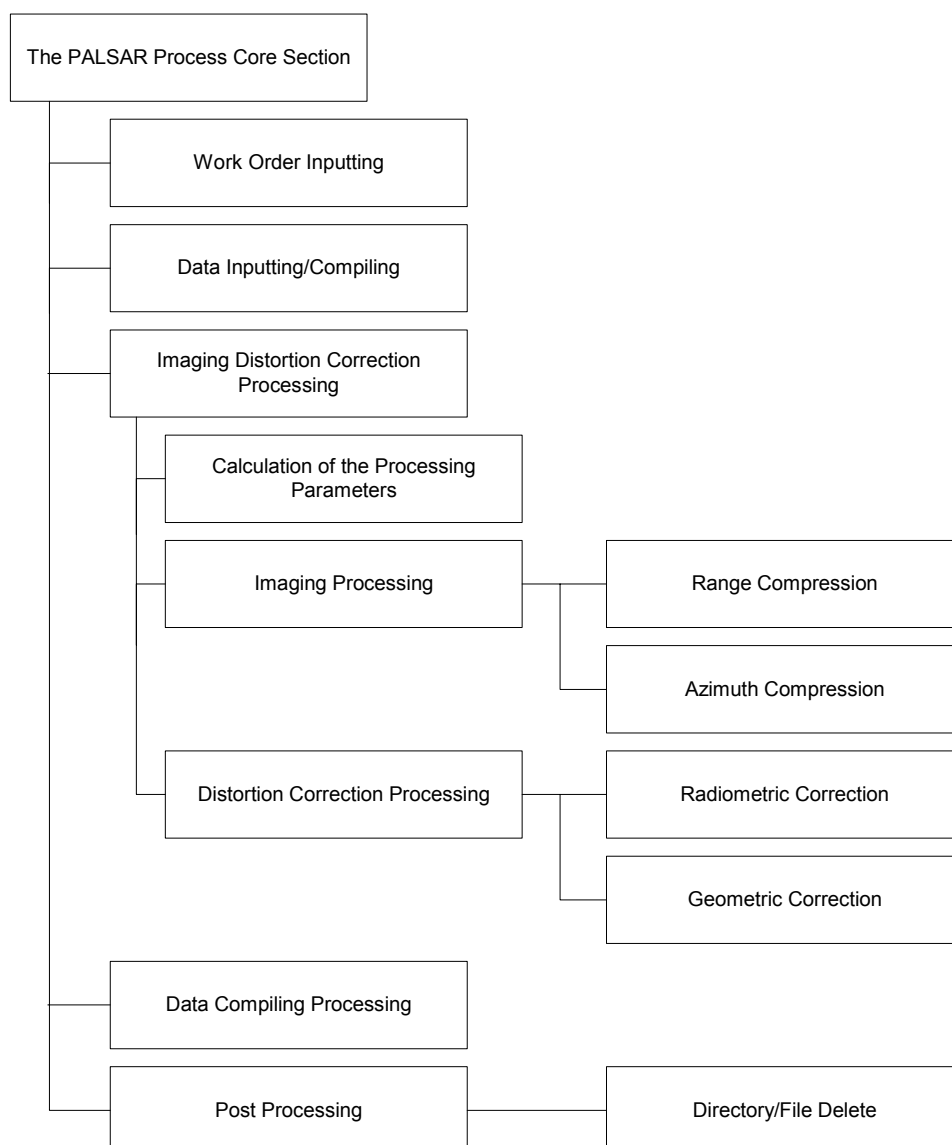 The PALSAR Process Core Section
Work Order Inputting
Data Inputting/Compiling
Imaging Distortion Correction
Processing
Calculation of the Processing
Parameters
Imaging Processing
Range Compression
Azimuth Compression
Distortion Correction Processing
Radiometric Correction
Geometric Correction
Data Compiling Processing
Post Processing
Directory/File Delete